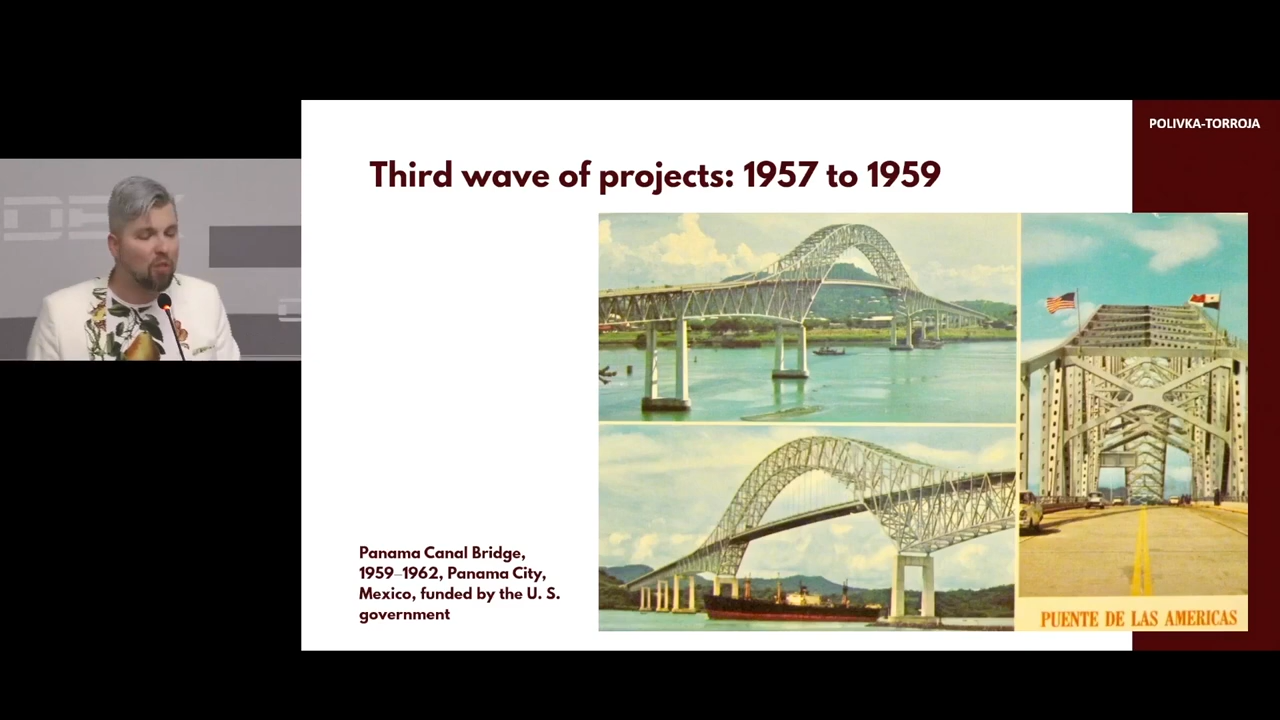 POLIVKA-TORROJA
Third wave of projects: 1957 to 1959
Panama Canal Bridge,
1959–1962, Panama City,
Mexico, funded by the U. S.
government
PUENTE DE LAS AMERICAS